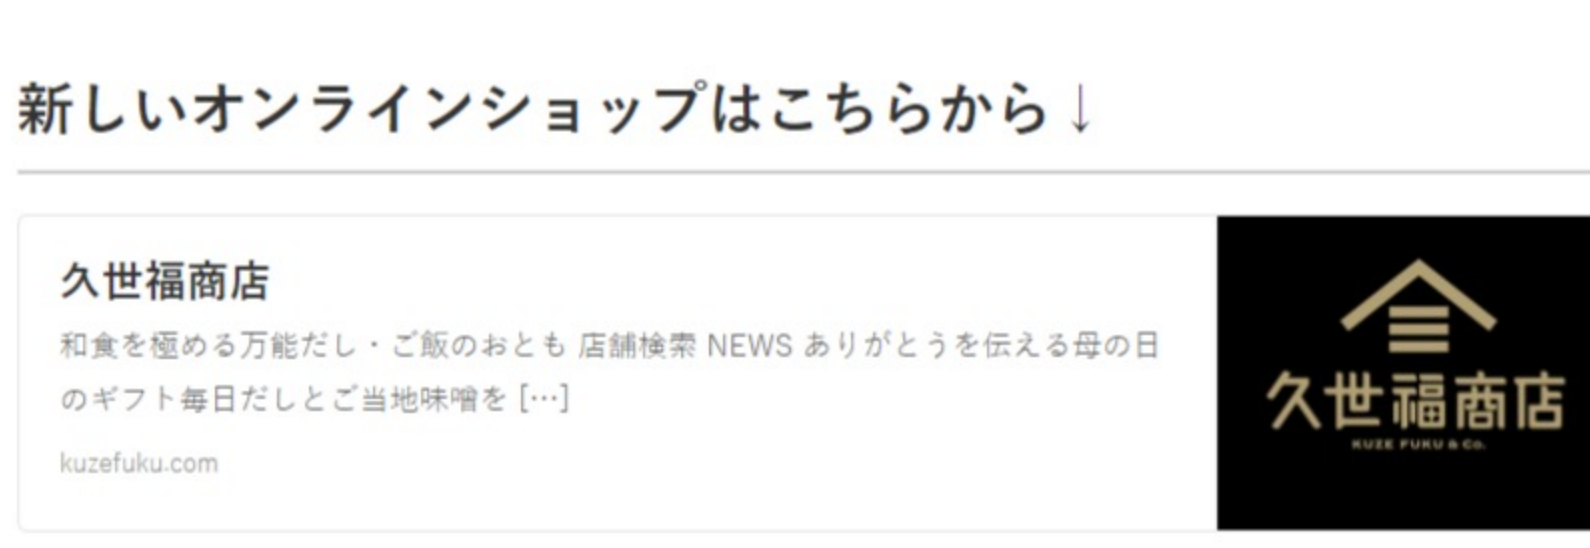 新しいオンラインショップはこちらから↓
久世福商店
和食を極める万能だし・ご飯のおとも 店舗検索 NEWS ありがとうを伝える母の日
のギフト毎日だしとご当地味噌を […]
kuzefuku.com
久世福商店
KUZE FUKU & Co.